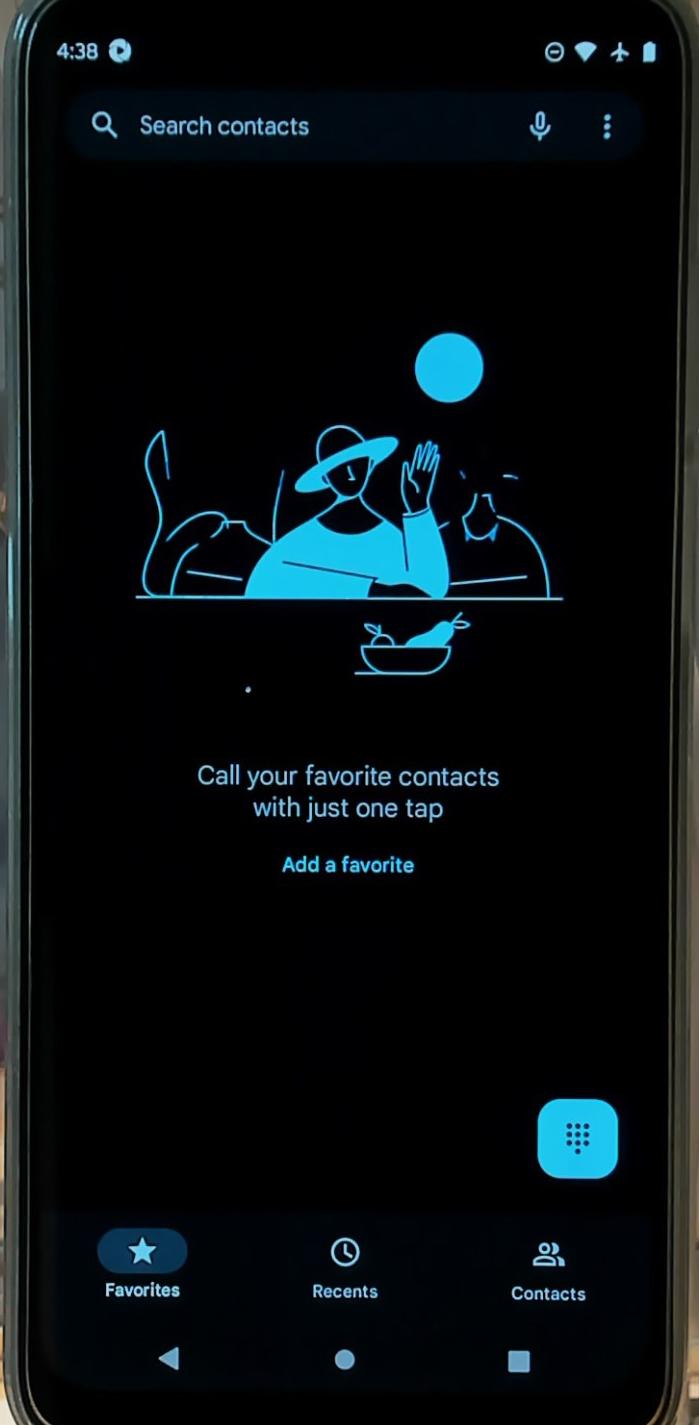 4:38
Search contacts
Call your favorite contacts
with just one tap
Add a favorite
Favorites
Recents
Contacts